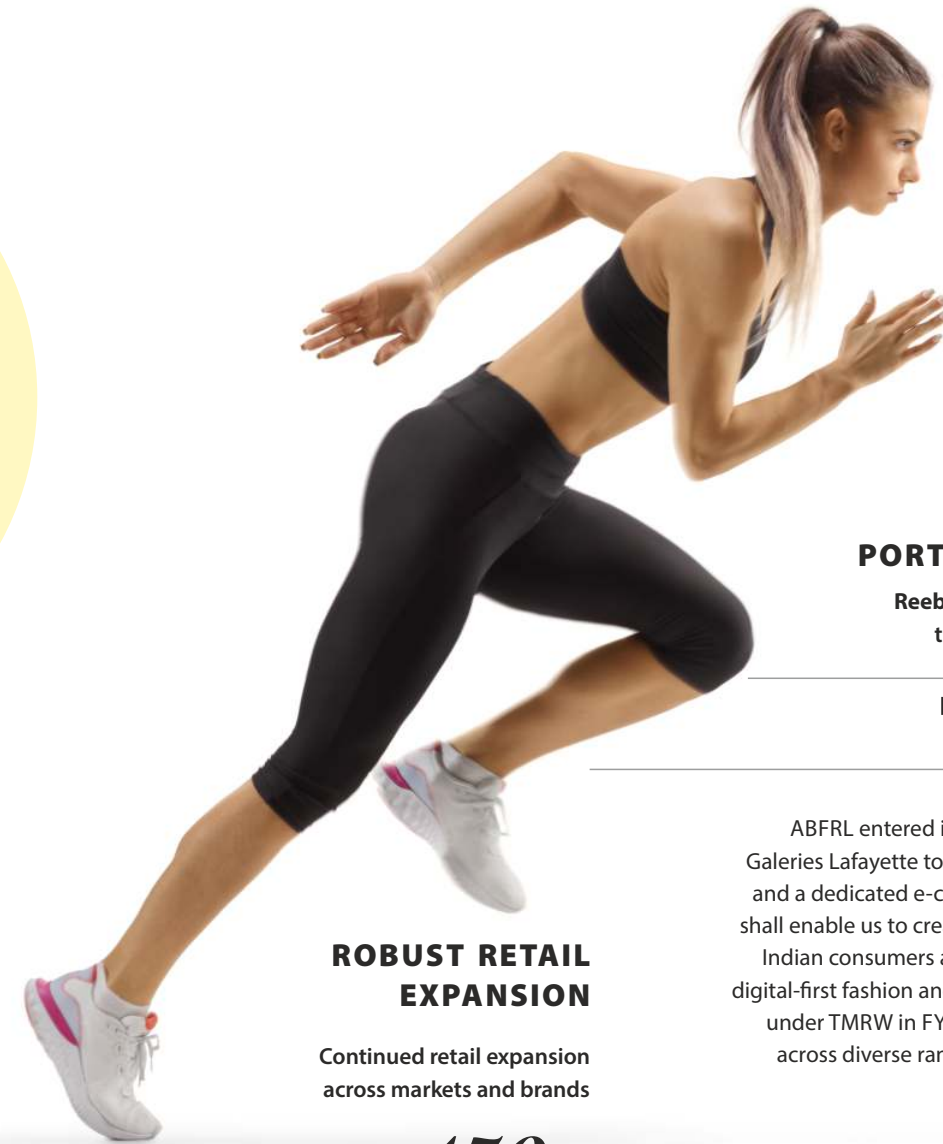 ROBUST RETAIL
EXPANSION
Continued retail expansion
across markets and brands
PORT
Reeb
ABFRL entered i
Galeries Lafayette to
and a dedicated e-c
shall enable us to cre
Indian consumers a
digital-first fashion an
under TMRW in FY
across diverse ran